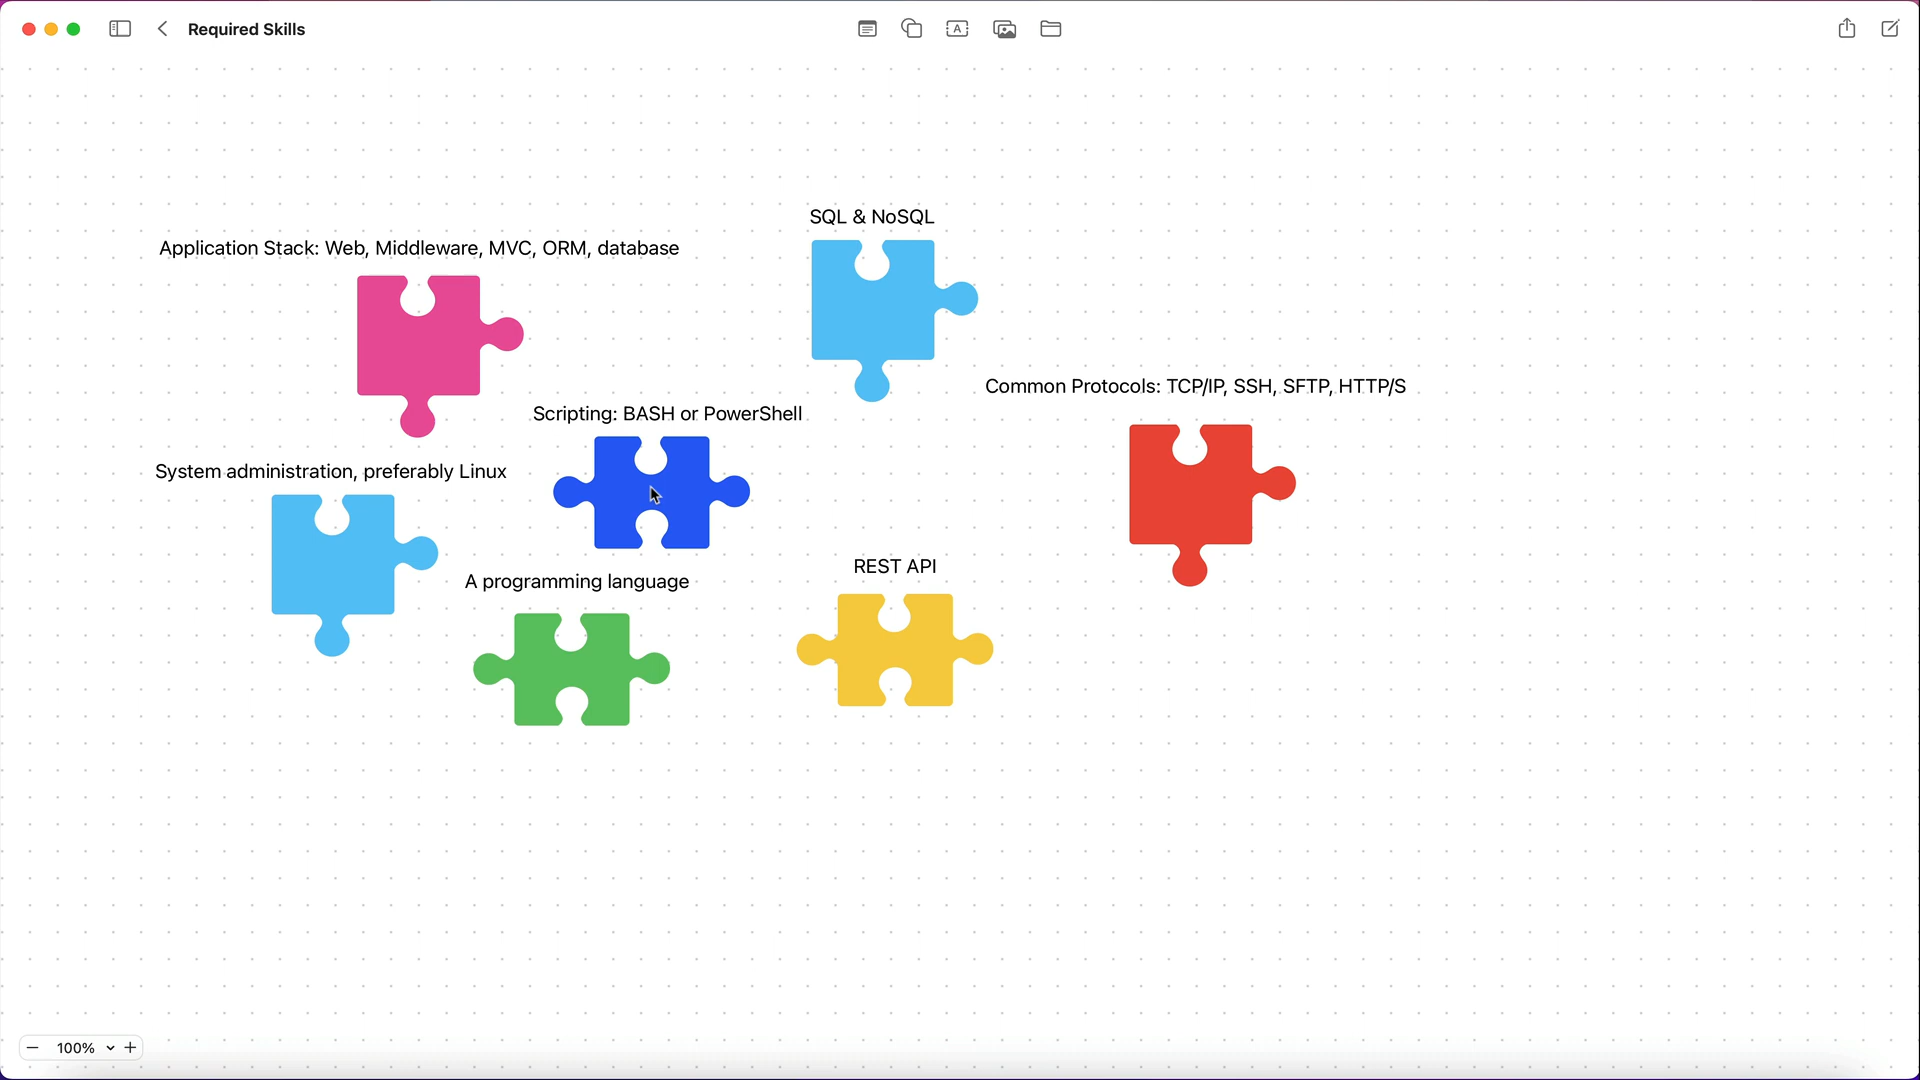 Required Skills
SQL & NoSQL
Application Stack: Web, Middleware, MVC, ORM, database
Common Protocols: TCP/IP, SSH, SFTP, HTTP/S
Scripting: BASH or PowerShell
System administration, preferably Linux
REST API
A programming language
100%